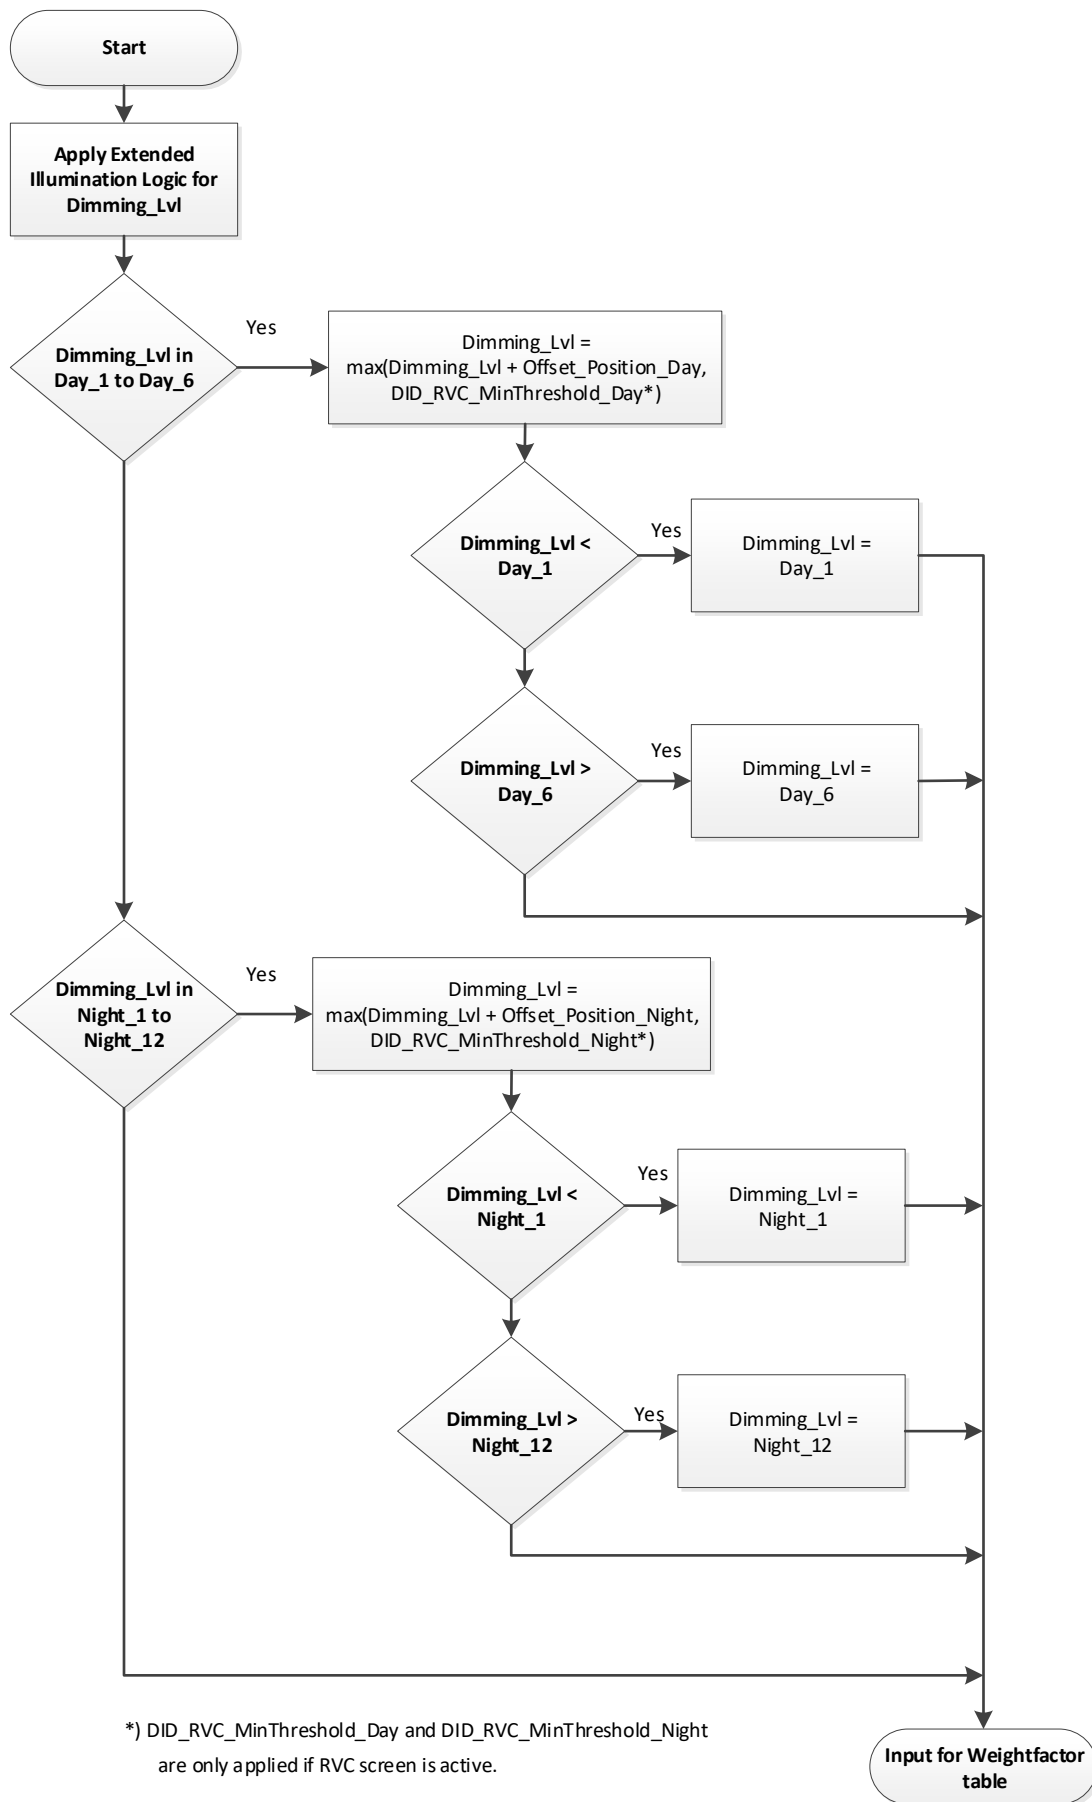 Start
Apply Extended
Illumination Logic for
Dimming_Lvl
Dimming_Lvl in
Day_1 to Day_6
Yes
Dimming_Lvl =
max(Dimming_Lvl + Offset_Position_Day,
DID_RVC_MinThreshold_Day*)
Dimming_Lvl <
Day_1
Yes
Dimming_Lvl =
Day_1
Dimming_Lvl >
Day_6
Yes
Dimming_Lvl =
Day_6
Dimming_Lvl in
Night_1 to
Night_12
Yes
Dimming_Lvl =
max(Dimming_Lvl + Offset_Position_Night,
DID_RVC_MinThreshold_Night*)
Dimming_Lvl <
Night_1
Yes
Dimming_Lvl =
Night_1
Dimming_Lvl >
Night_12
Yes
Dimming_Lvl =
Night_12
*) DID_RVC_MinThreshold_Day and DID_RVC_MinThreshold_Night
are only applied if RVC screen is active.
Input for Weightfactor
table